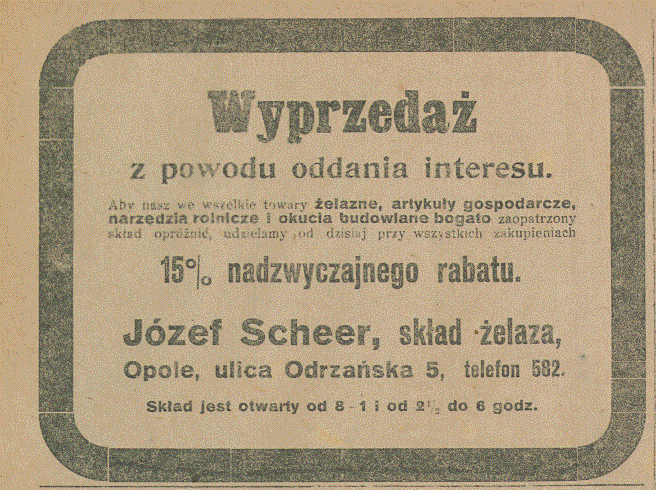 Wyprzedaż
z powodu oddania interesu.
Aby nasz we wszelkie towary żelazne, artykuły gospodarcze,
narzędzia rolnicze i okucia budowlane bogato zaopatrzony
skład opróżnić, udzielamy od dzisiaj przy wszystkich zakupieniach
15% nadzwyczajnego rabatu.
Józef Scheer, skład żelaza,
Opole, ulica Odrzańska 5, telefon 582.
Skład jest otwarty od 8-1 i od 2½ do 6 godz.